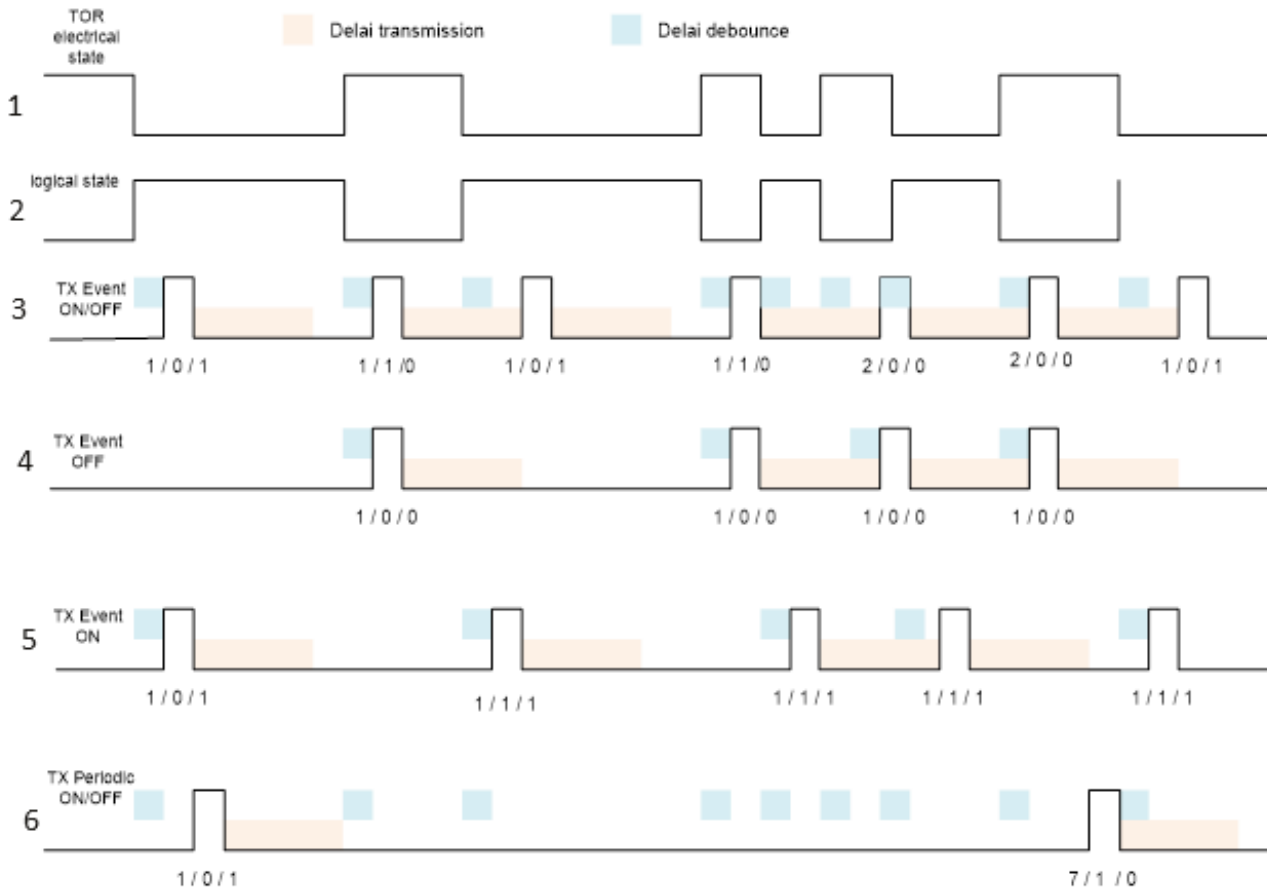 TOR
electrical
state
Delai transmission
Delai debounce
1
logical state
2
TX Event
ON/OFF
3
1 / 0 / 1
1 / 1 /0
1 / 0 / 1
1 / 1 /0
2 / 0 / 0
2 / 0 / 0
1 / 0 / 1
TX Event
OFF
4
1 / 0 / 0
1 / 0 / 0
1 / 0 / 0
1 / 0 / 0
TX Event
ON
5
1 / 0 / 1
1 / 1 / 1
1 / 1 / 1
1 / 1 / 1
1 / 1 / 1
TX Periodic
ON/OFF
6
1 / 0 / 1
7 / 1 / 0